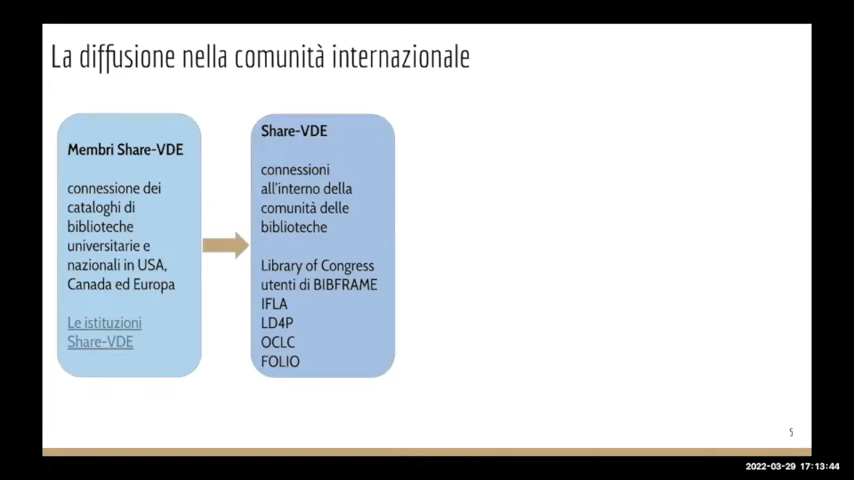 La diffusione nella comunità internazionale
Membri Share-VDE
connessione dei
cataloghi di
biblioteche
universitarie e
nazionali in USA,
Canada ed Europa
Le istituzioni
Share-VDE
Share-VDE
connessioni
all'interno della
comunità delle
biblioteche
Library of Congress
utenti di BIBFRAME
IFLA
LD4P
OCLC
FOLIO
5
2022-03-29 17:13:44